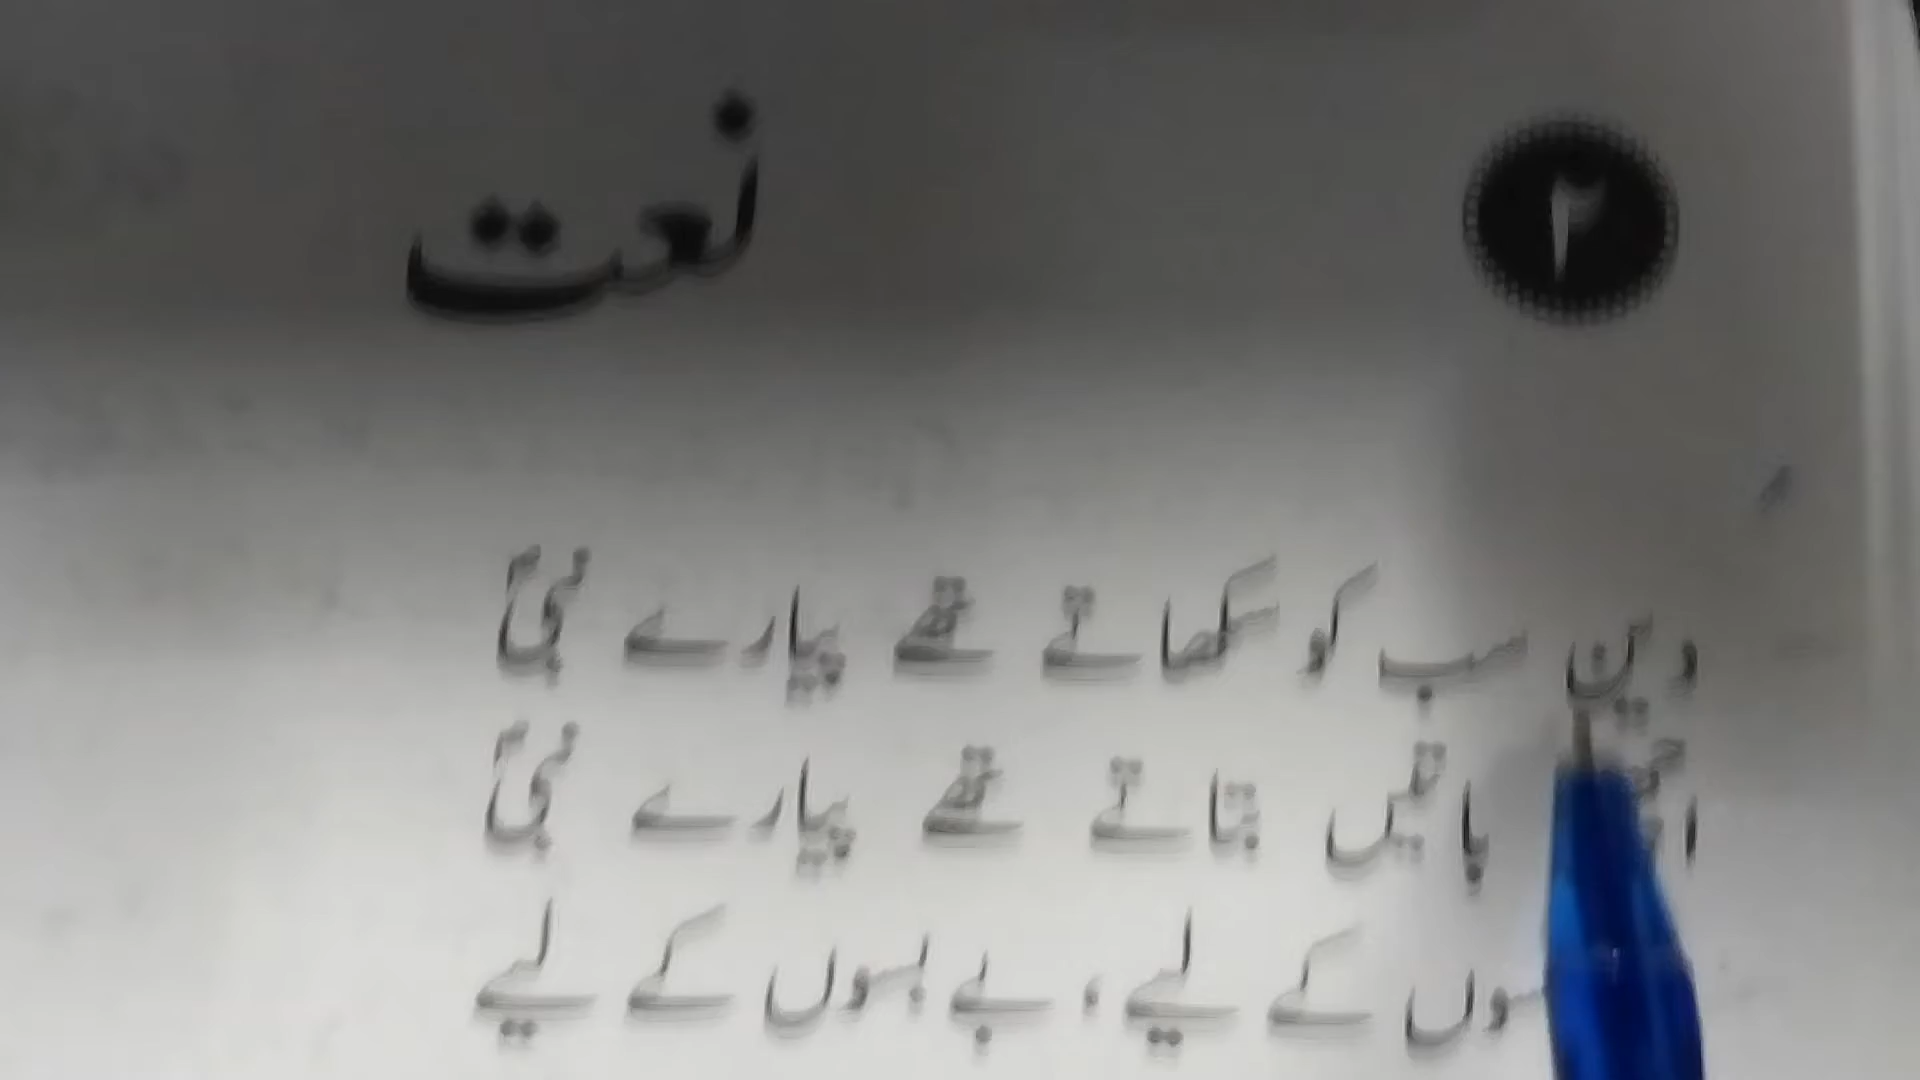 ۲
نعت
دین سب کو سکھاتے تھے پیارے نبیؐ
باتیں بتاتے تھے پیارے نبیؐ
کے لیے ، بے بسوں کے لیے